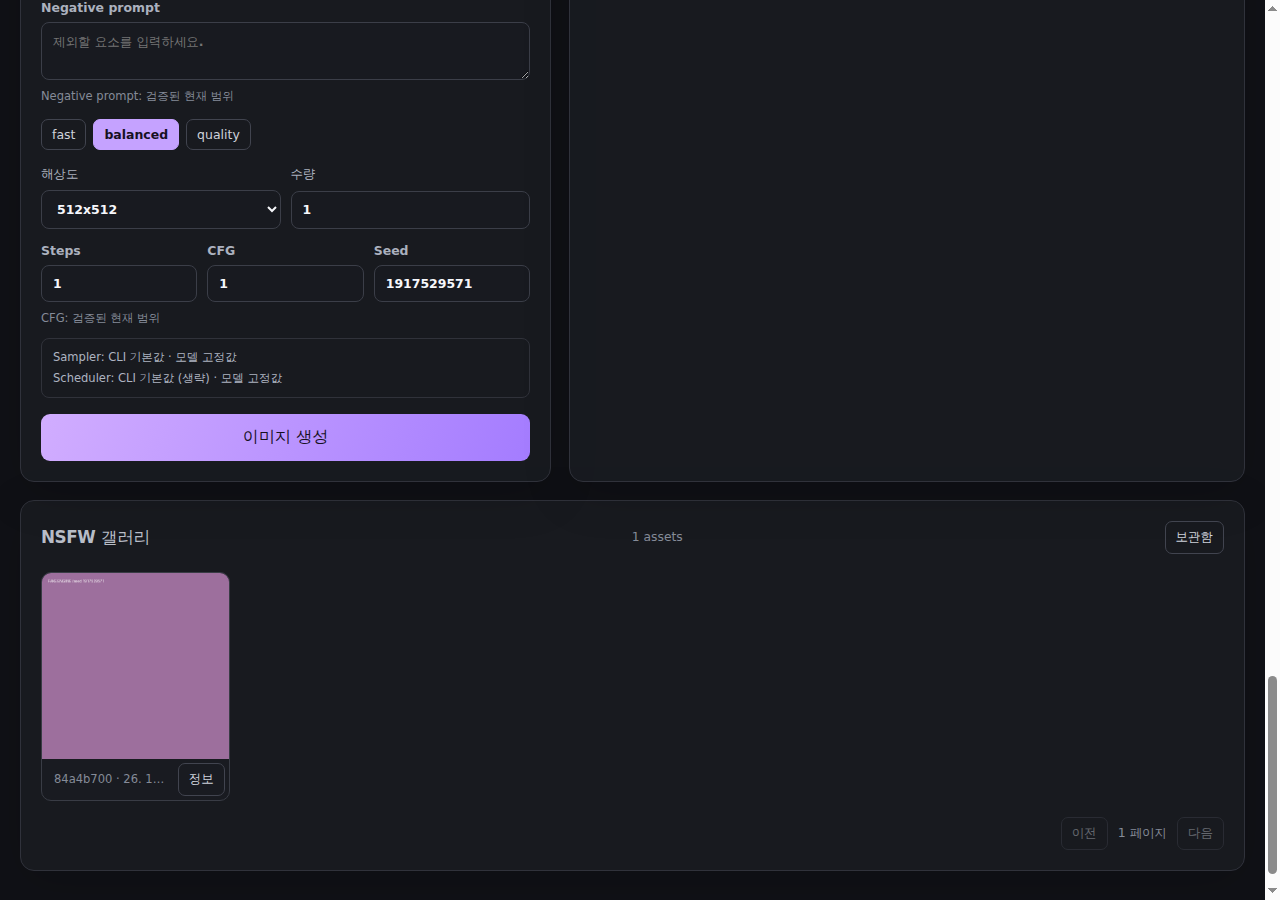 Negative prompt
제외할 요소를 입력하세요.
Negative prompt: 검증된 현재 범위
fast balanced quality
해상도 수량
512x512 1
Steps CFG Seed
1 1 1917529571
CFG: 검증된 현재 범위
Sampler: CLI 기본값 · 모델 고정값
Scheduler: CLI 기본값 (생략) · 모델 고정값
이미지 생성
NSFW 갤러리 1 assets 보관함
84a4b700 · 26. 1... 정보
이전 1 페이지 다음